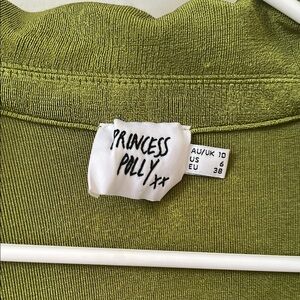 PRINCESS
POLLY xx
AU/UK 10
US 6
EU 38